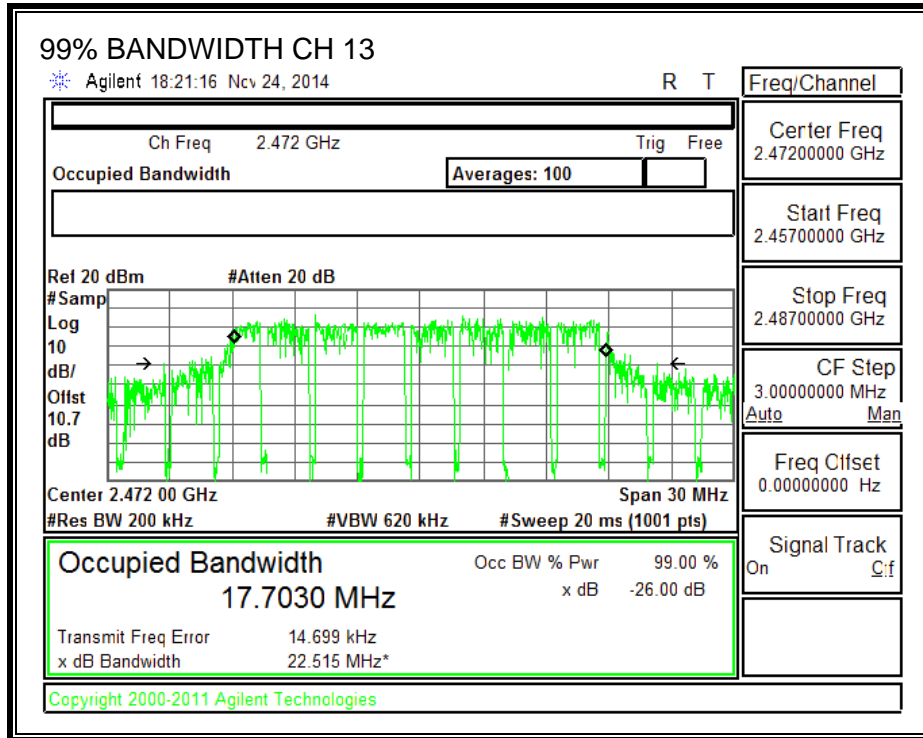 99% BANDWIDTH CH 13
Agilent 18:21:16 Nov 24, 2014 R T
Freq/Channel
Ch Freq 2.472 GHz Trig Free
Occupied Bandwidth Averages: 100
Center Freq
2.47200000 GHz
Start Freq
2.45700000 GHz
Ref 20 dBm #Atten 20 dB
#Samp
Log
10
dB/
Offst
10.7
dB
Stop Freq
2.48700000 GHz
CF Step
3.00000000 MHz
Auto Man
Freq Offset
0.00000000 Hz
Center 2.472 00 GHz Span 30 MHz
#Res BW 200 kHz #VBW 620 kHz #Sweep 20 ms (1001 pts)
Signal Track
On Off
Occupied Bandwidth Occ BW % Pwr 99.00 %
17.7030 MHz x dB -26.00 dB
Transmit Freq Error 14.699 kHz
x dB Bandwidth 22.515 MHz*
Copyright 2000-2011 Agilent Technologies